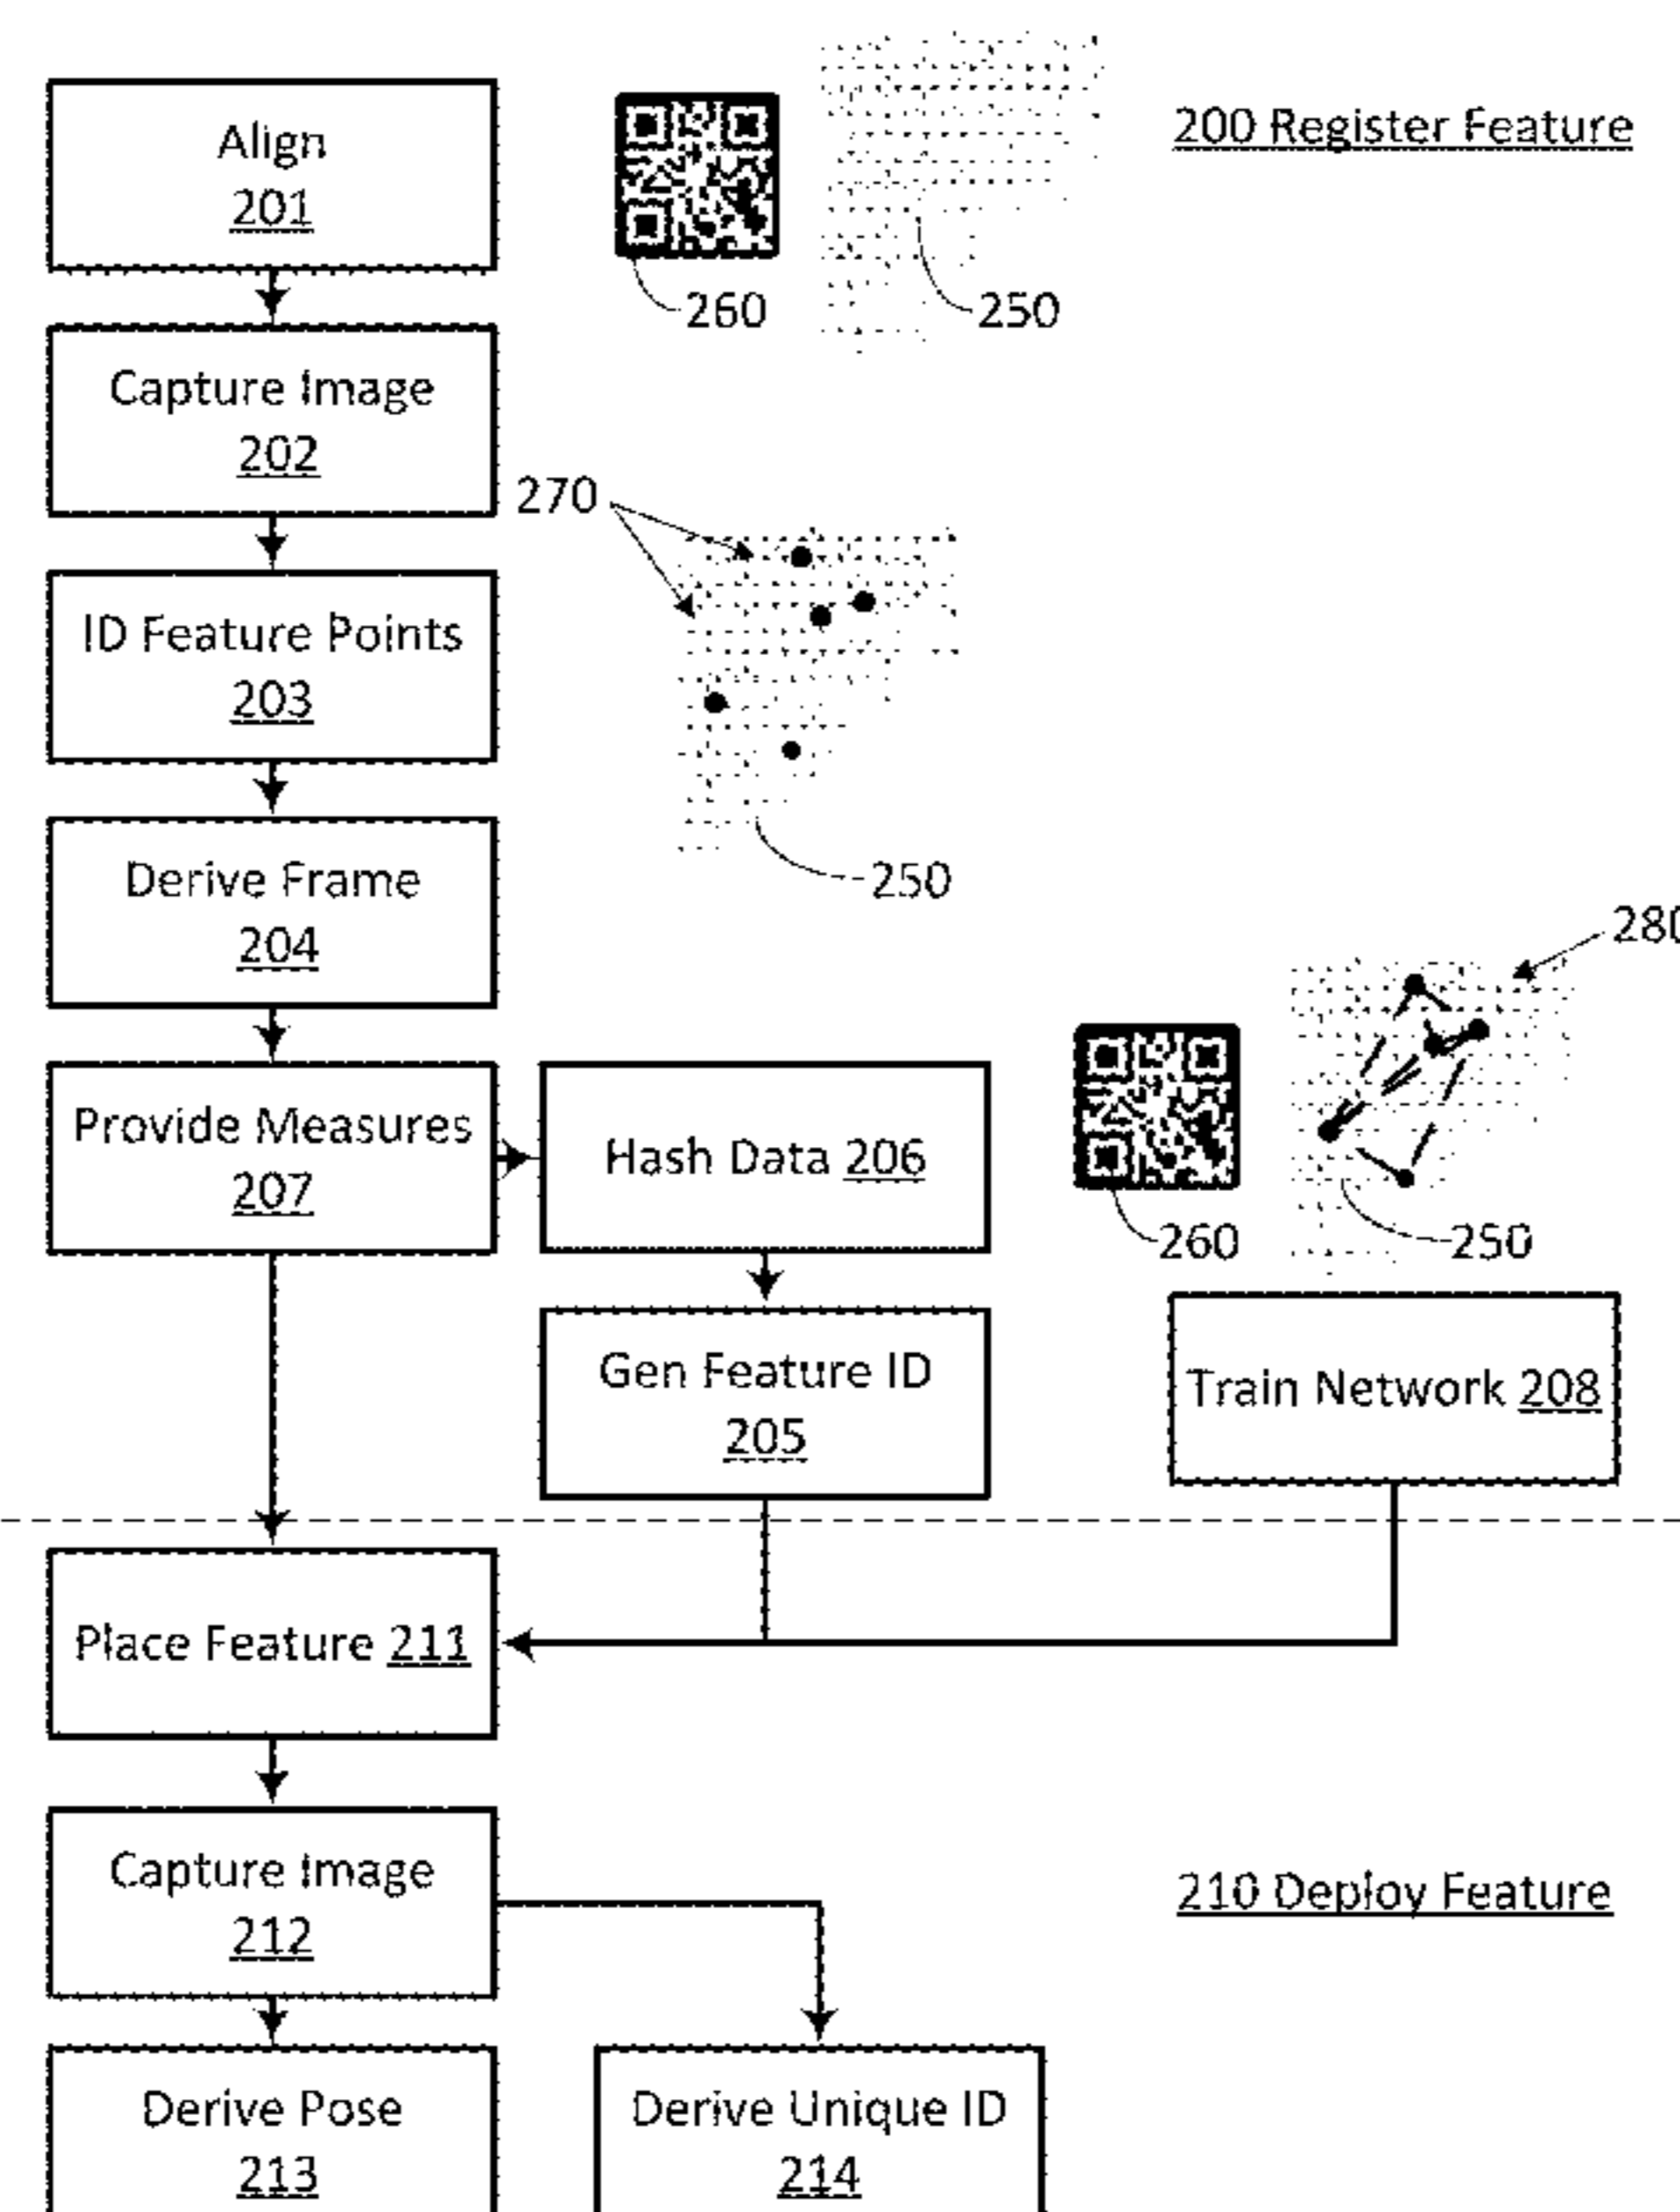 200 Register Feature
Align
201
260
250
Capture Image
202
270
ID Feature Points
203
250
Derive Frame
204
280
Provide Measures
207
Hash Data 206
260
250
Gen Feature ID
205
Train Network 208
Place Feature 211
Capture Image
212
210 Deploy Feature
Derive Pose
213
Derive Unique ID
214